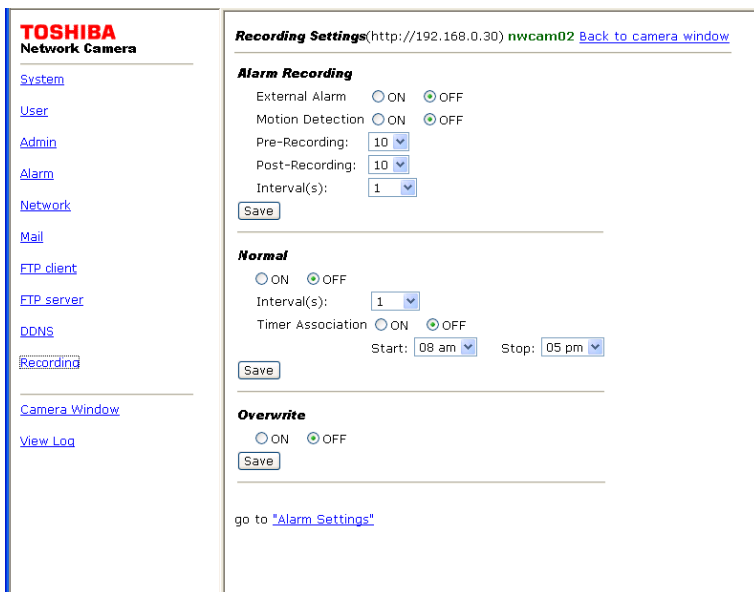 TOSHIBA
Network Camera
System
User
Admin
Alarm
Network
Mail
FTP client
FTP server
DDNS
Recording
Camera Window
View Log
Recording Settings(http://192.168.0.30) nwcam02 Back to camera window
Alarm Recording
External Alarm ON OFF
Motion Detection ON OFF
Pre-Recording: 10
Post-Recording: 10
Interval(s): 1
Save
Normal
ON OFF
Interval(s): 1
Timer Association ON OFF
Start: 08 am Stop: 05 pm
Save
Overwrite
ON OFF
Save
go to "Alarm Settings"